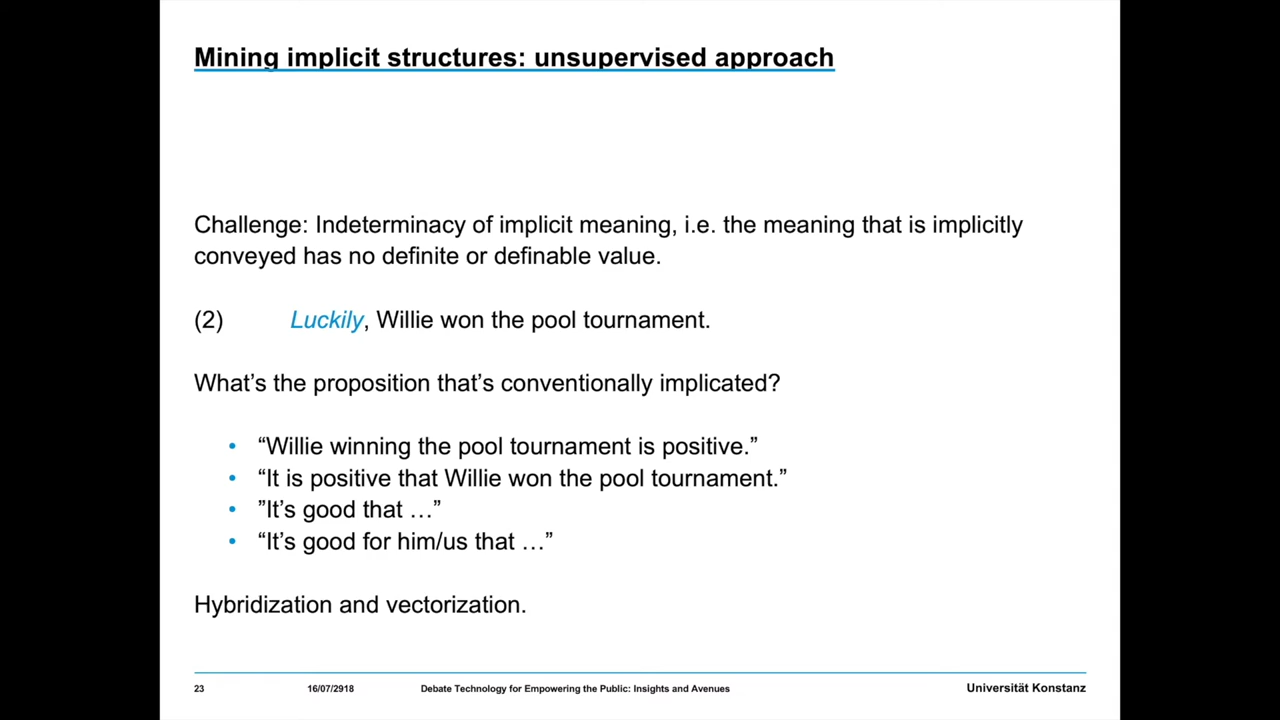 Mining implicit structures: unsupervised approach
Challenge: Indeterminacy of implicit meaning, i.e. the meaning that is implicitly
conveyed has no definite or definable value.
(2) Luckily, Willie won the pool tournament.
What’s the proposition that’s conventionally implicated?
• “Willie winning the pool tournament is positive.”
• “It is positive that Willie won the pool tournament.”
• ”It’s good that …”
• “It’s good for him/us that …”
Hybridization and vectorization.
23 16/07/2918 Debate Technology for Empowering the Public: Insights and Avenues Universität Konstanz